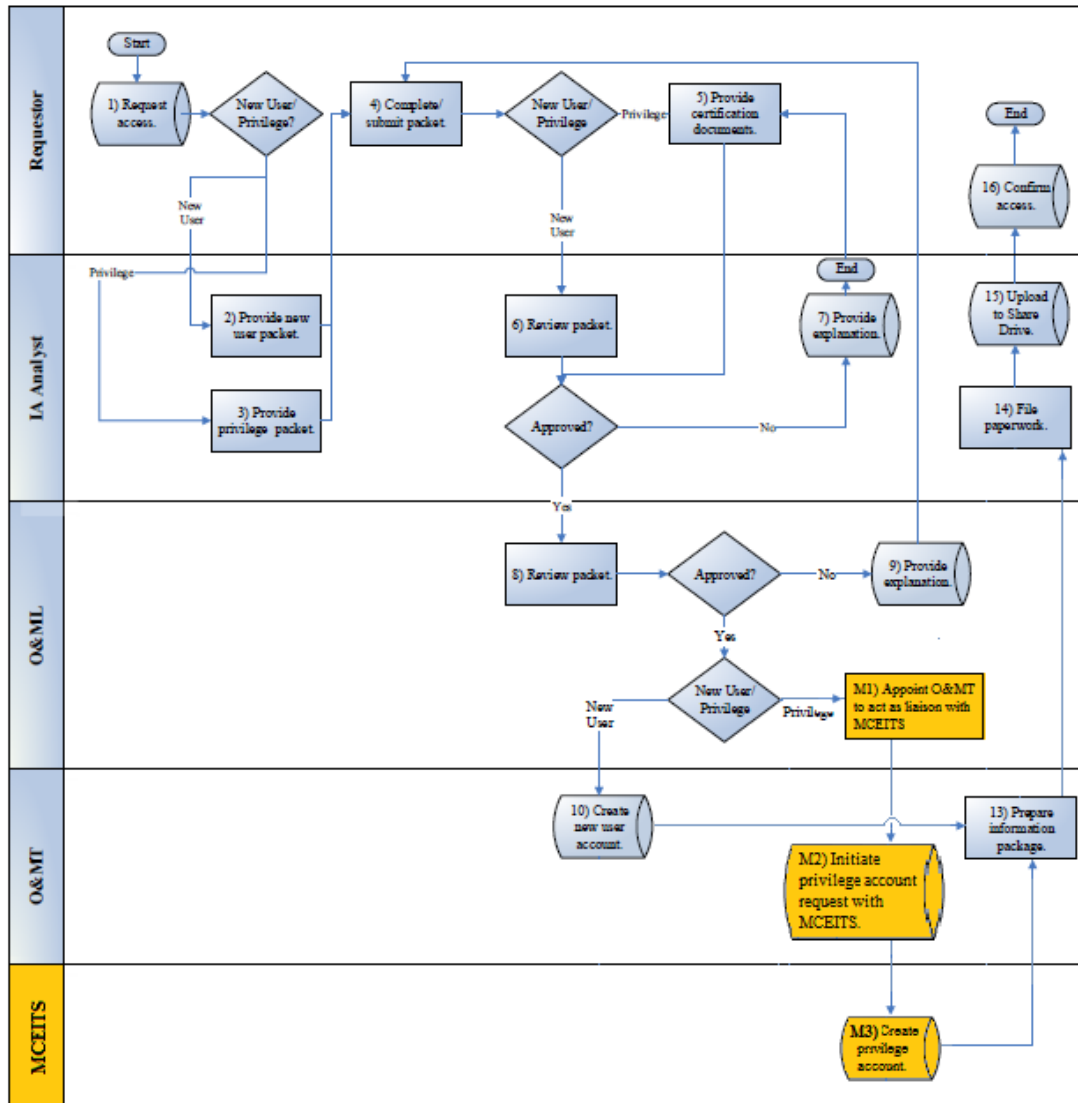 Requestor
Start
1) Request
access.
New User/
Privilege?
4) Complete/
submit packet.
New User/
Privilege
Privilege
5) Provide
certification
documents.
End
16) Confirm
access.
New
User
New
User
IA Analyst
Privilege
2) Provide new
user packet.
3) Provide
privilege packet.
6) Review packet.
Approved?
No
End
7) Provide
explanation.
15) Upload
to Share
Drive.
14) File
paperwork.
Yes
O&ML
8) Review packet.
Approved?
No
9) Provide
explanation.
Yes
New User/
Privilege
New
User
Privilege
M1) Appoint O&MT
to act as liaison with
MCEITS
O&MT
10) Create
new user
account.
13) Prepare
information
package.
M2) Initiate
privilege account
request with
MCEITS.
MCEITS
M3) Create
privilege
account.